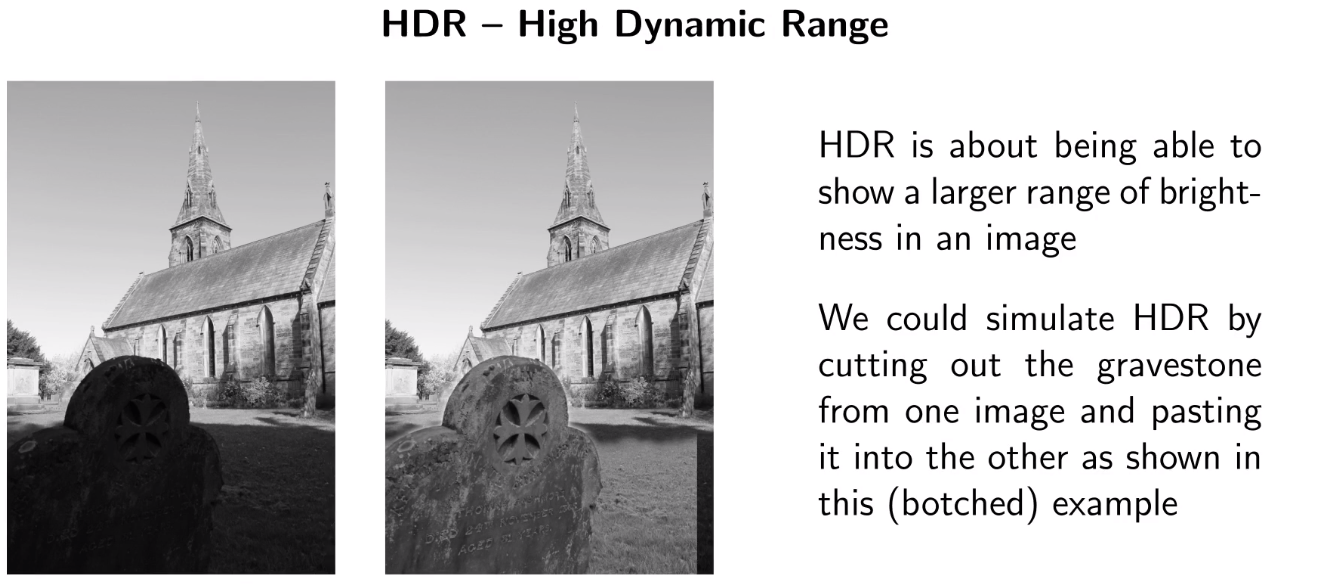 HDR – High Dynamic Range
HDR is about being able to
show a larger range of bright-
ness in an image
We could simulate HDR by
cutting out the gravestone
from one image and pasting
it into the other as shown in
this (botched) example